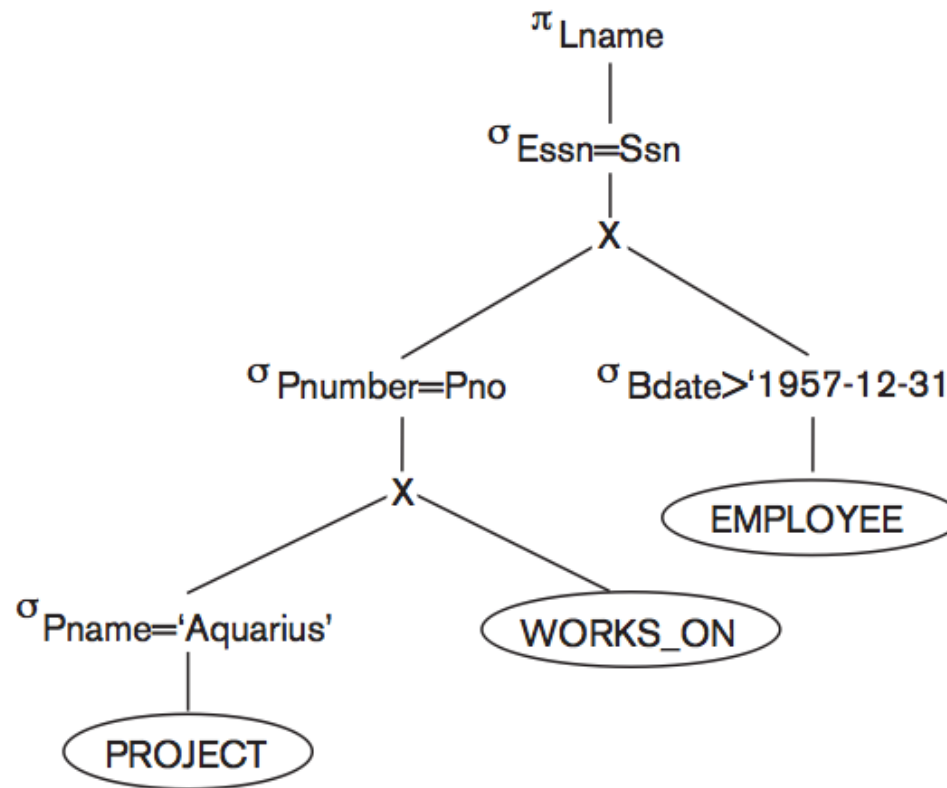 π Lname
σ Essn=Ssn
X
σ Pnumber=Pno
σ Bdate>‘1957-12-31
X
EMPLOYEE
σ Pname=‘Aquarius’
WORKS_ON
PROJECT